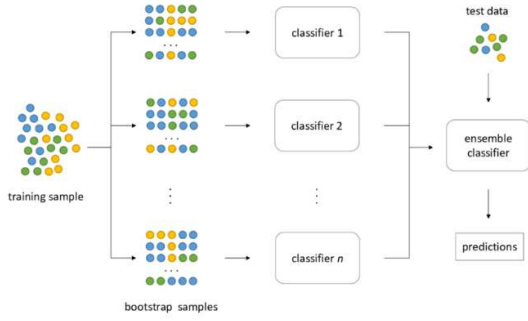 test data
classifier 1
...
classifier 2
...
ensemble
classifier
training sample
⋮
⋮
predictions
classifier n
...
bootstrap samples